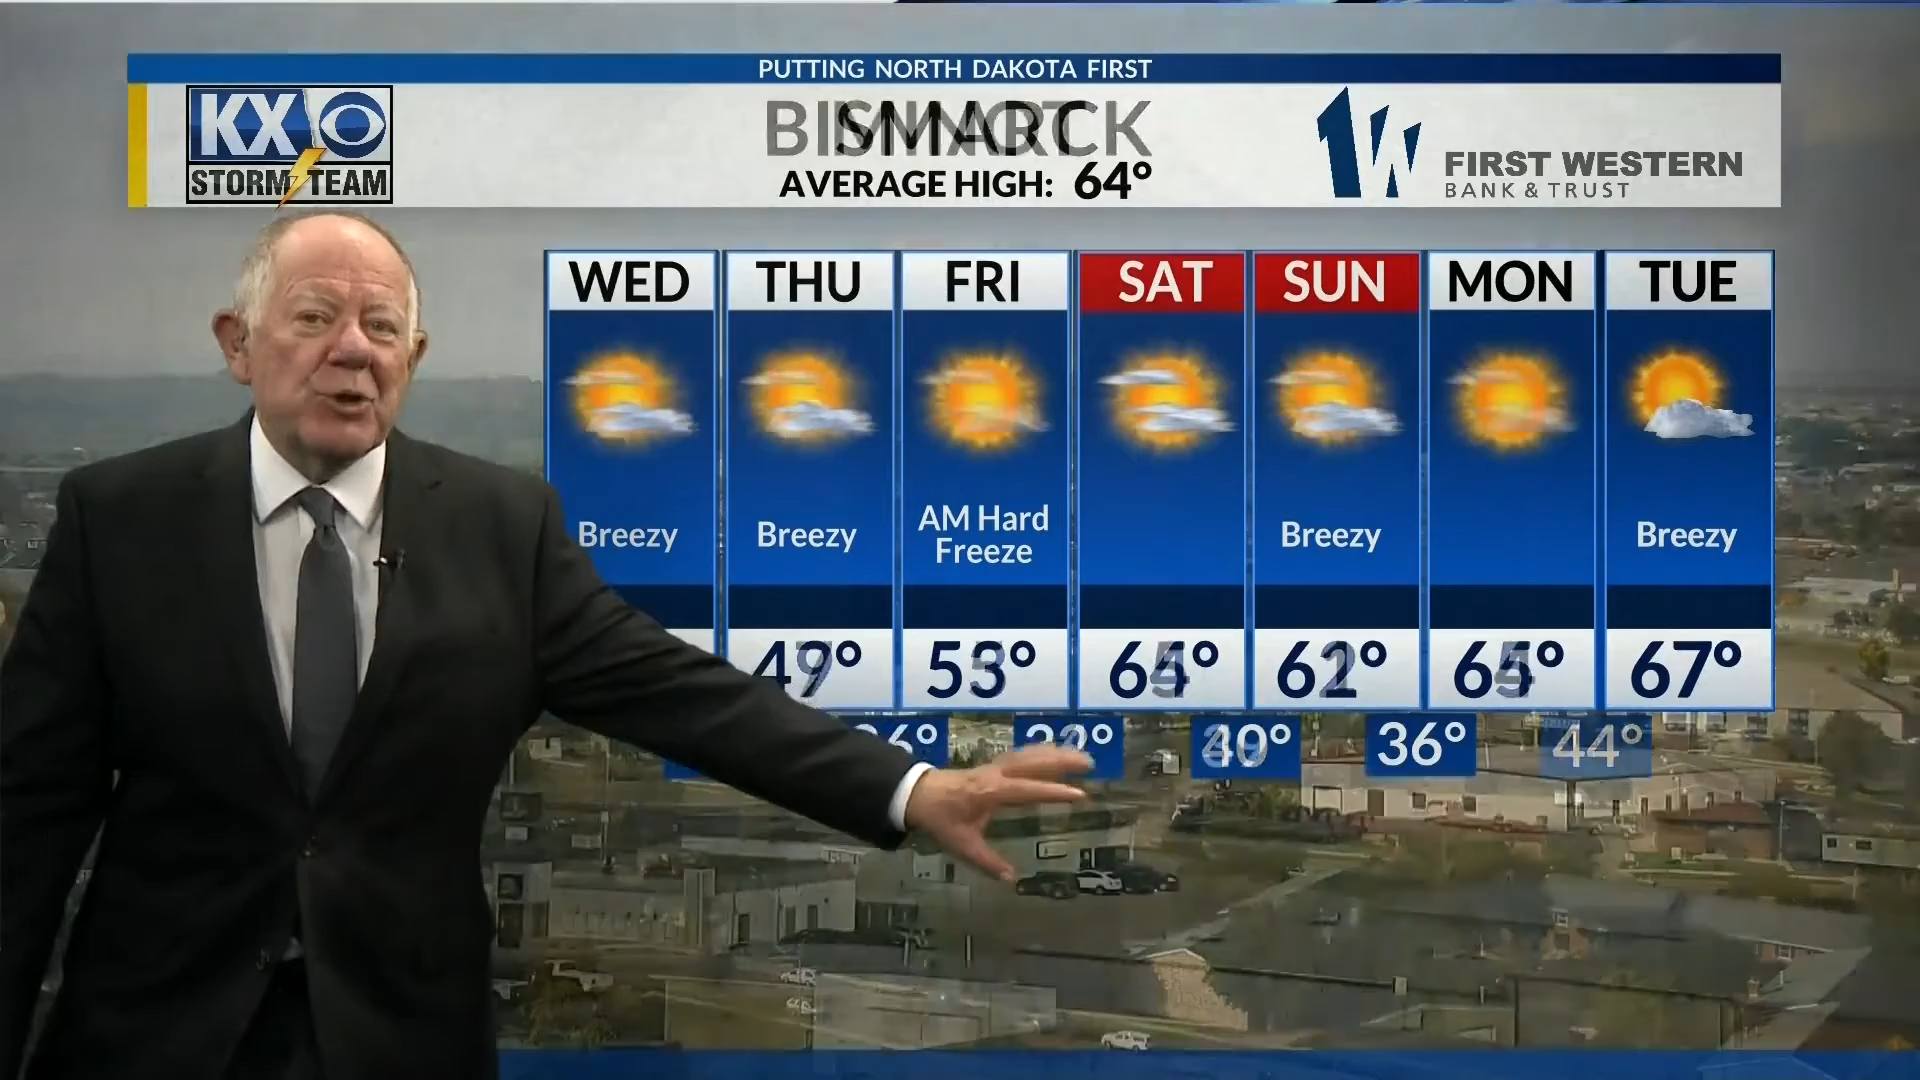 PUTTING NORTH DAKOTA FIRST
KX
STORM TEAM
AVERAGE HIGH: 64°
1W
FIRST WESTERN
BANK & TRUST
WED THU FRI SAT SUN MON TUE
Breezy Breezy AM Hard Freeze Breezy Breezy
53° 67°
36° 44°